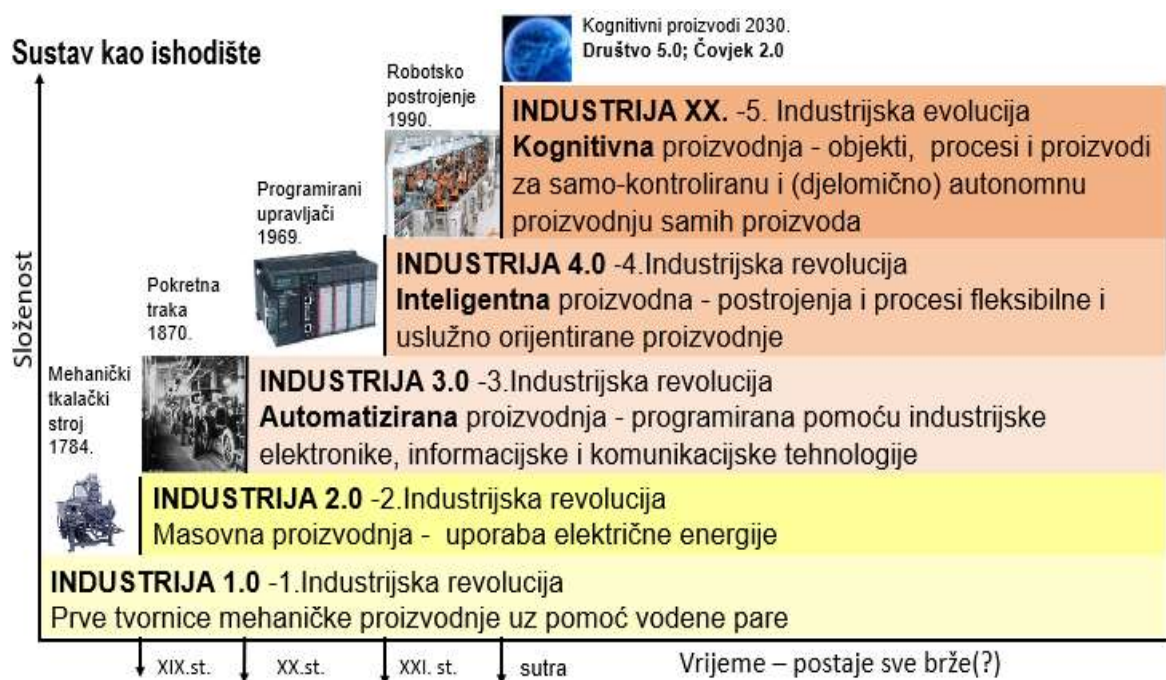 Sustav kao ishodište
Kognitivni proizvodi 2030.
Društvo 5.0; Čovjek 2.0
Robotsko
postrojenje
1990.
INDUSTRIJA XX. -5. Industrijska evolucija
Kognitivna proizvodnja - objekti, procesi i proizvodi
za samo-kontroliranu i (djelomično) autonomnu
proizvodnju samih proizvoda
Programirani
upravljači
1969.
INDUSTRIJA 4.0 -4.Industrijska revolucija
Inteligentna proizvodna - postrojenja i procesi fleksibilne i
uslužno orijentirane proizvodnje
Pokretna
traka
1870.
INDUSTRIJA 3.0 -3.Industrijska revolucija
Automatizirana proizvodnja - programirana pomoću industrijske
elektronike, informacijske i komunikacijske tehnologije
Mehanički
tkalački
stroj
1784.
INDUSTRIJA 2.0 -2.Industrijska revolucija
Masovna proizvodnja - uporaba električne energije
INDUSTRIJA 1.0 -1.Industrijska revolucija
Prve tvornice mehaničke proizvodnje uz pomoć vodene pare
Složenost
XIX.st.
XX.st.
XXI. st.
sutra
Vrijeme – postaje sve brže(?)